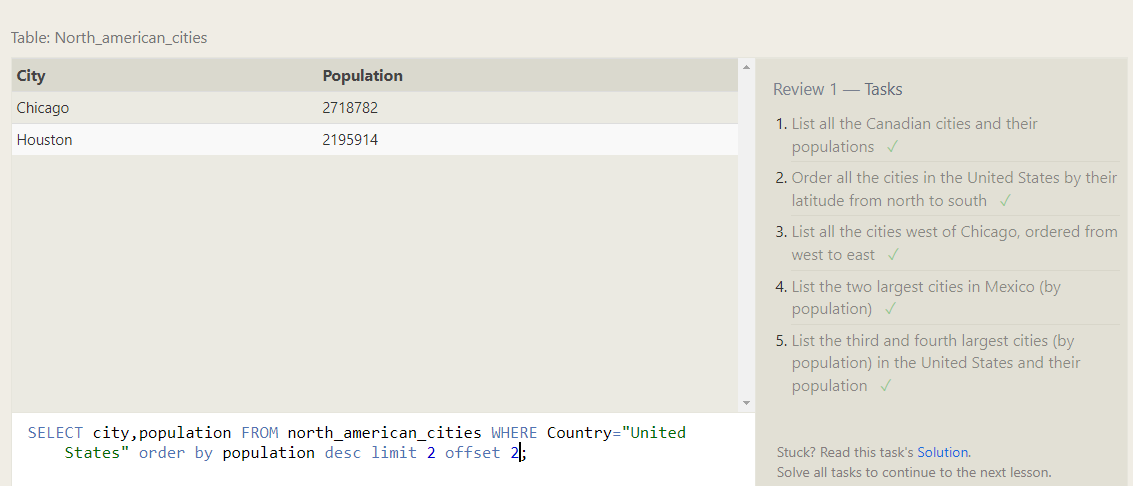 Table: North_american_cities
City Population
Chicago 2718782
Houston 2195914
SELECT city,population FROM north_american_cities WHERE Country="United
States" order by population desc limit 2 offset 2;
Review 1 — Tasks
1. List all the Canadian cities and their
populations ✓
2. Order all the cities in the United States by their
latitude from north to south ✓
3. List all the cities west of Chicago, ordered from
west to east ✓
4. List the two largest cities in Mexico (by
population) ✓
5. List the third and fourth largest cities (by
population) in the United States and their
population ✓
Stuck? Read this task's Solution.
Solve all tasks to continue to the next lesson.